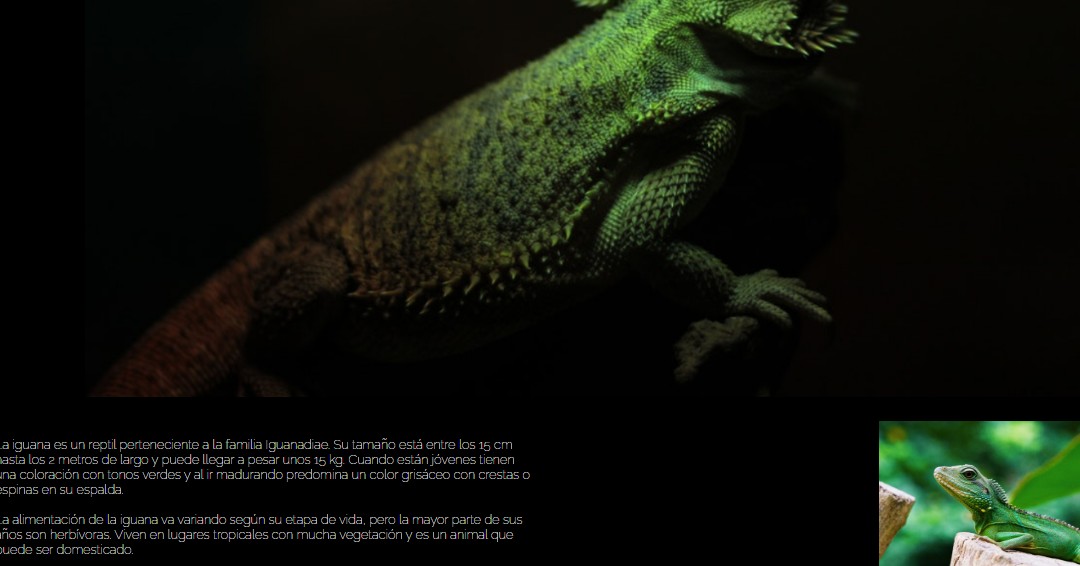 La iguana es un reptil perteneciente a la familia Iguanadiae. Su tamaño está entre los 15 cm
hasta los 2 metros de largo y puede llegar a pesar unos 15 kg. Cuando están jóvenes tienen
una coloración con tonos verdes y al ir madurando predomina un color grisáceo con crestas o
espinas en su espalda.
La alimentación de la iguana va variando según su etapa de vida, pero la mayor parte de sus
años son herbívoras. Viven en lugares tropicales con mucha vegetación y es un animal que
puede ser domesticado.